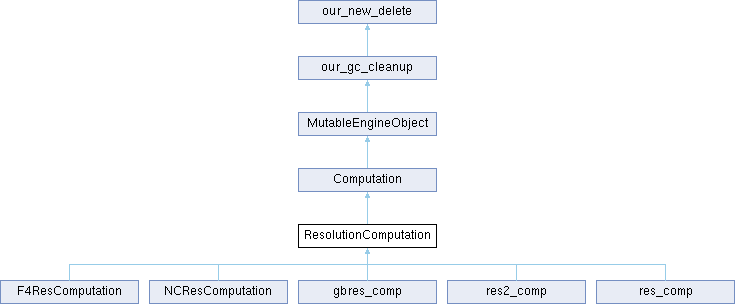 our_new_delete
our_gc_cleanup
MutableEngineObject
Computation
ResolutionComputation
F4ResComputation NCResComputation gbres_comp res2_comp res_comp